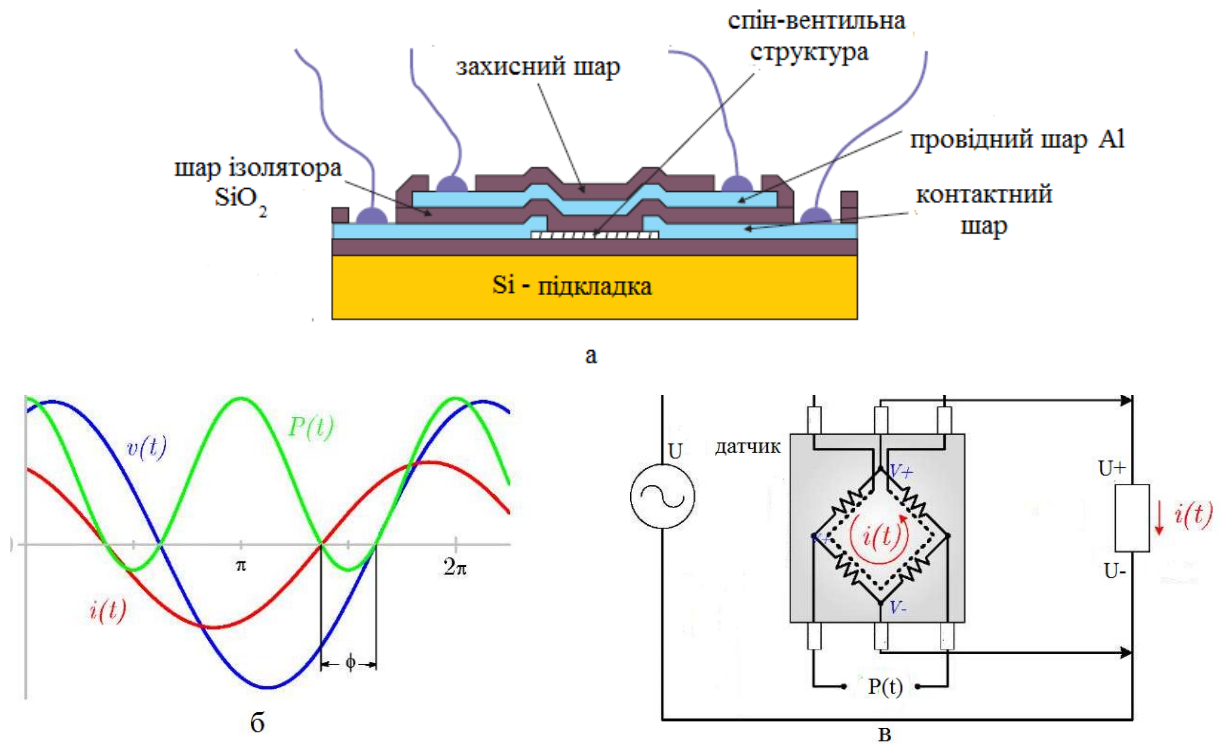 спін-вентильна
структура
захисний шар
провідний шар Al
шар ізолятора
SiO2
контактний
шар
Si - підкладка
а
v(t)
P(t)
i(t)
π
2π
ϕ
б
U
датчик
V+
i(t)
V-
P(t)
U+
i(t)
U-
в